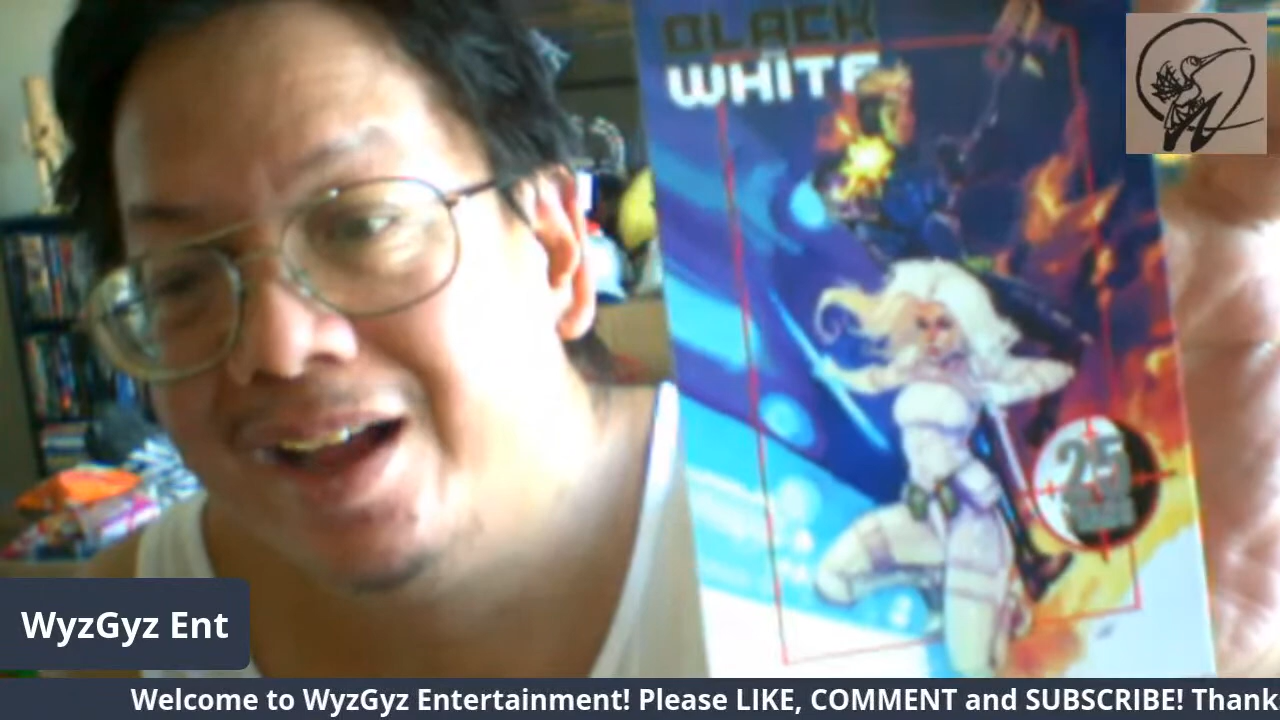 BLACK
WHITE
25
WyzGyz Ent
Welcome to WyzGyz Entertainment! Please LIKE, COMMENT and SUBSCRIBE! Thank